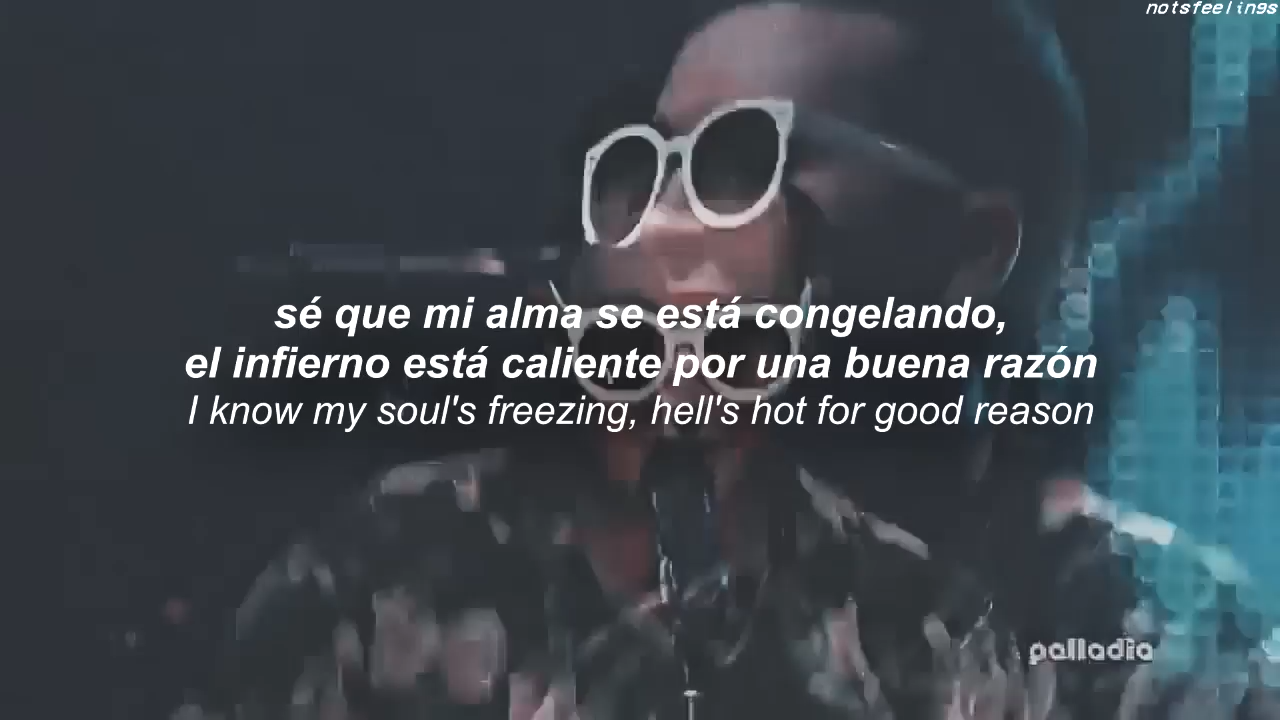 notsfeelings
sé que mi alma se está congelando,
el infierno está caliente por una buena razón
I know my soul's freezing, hell's hot for good reason
palladia